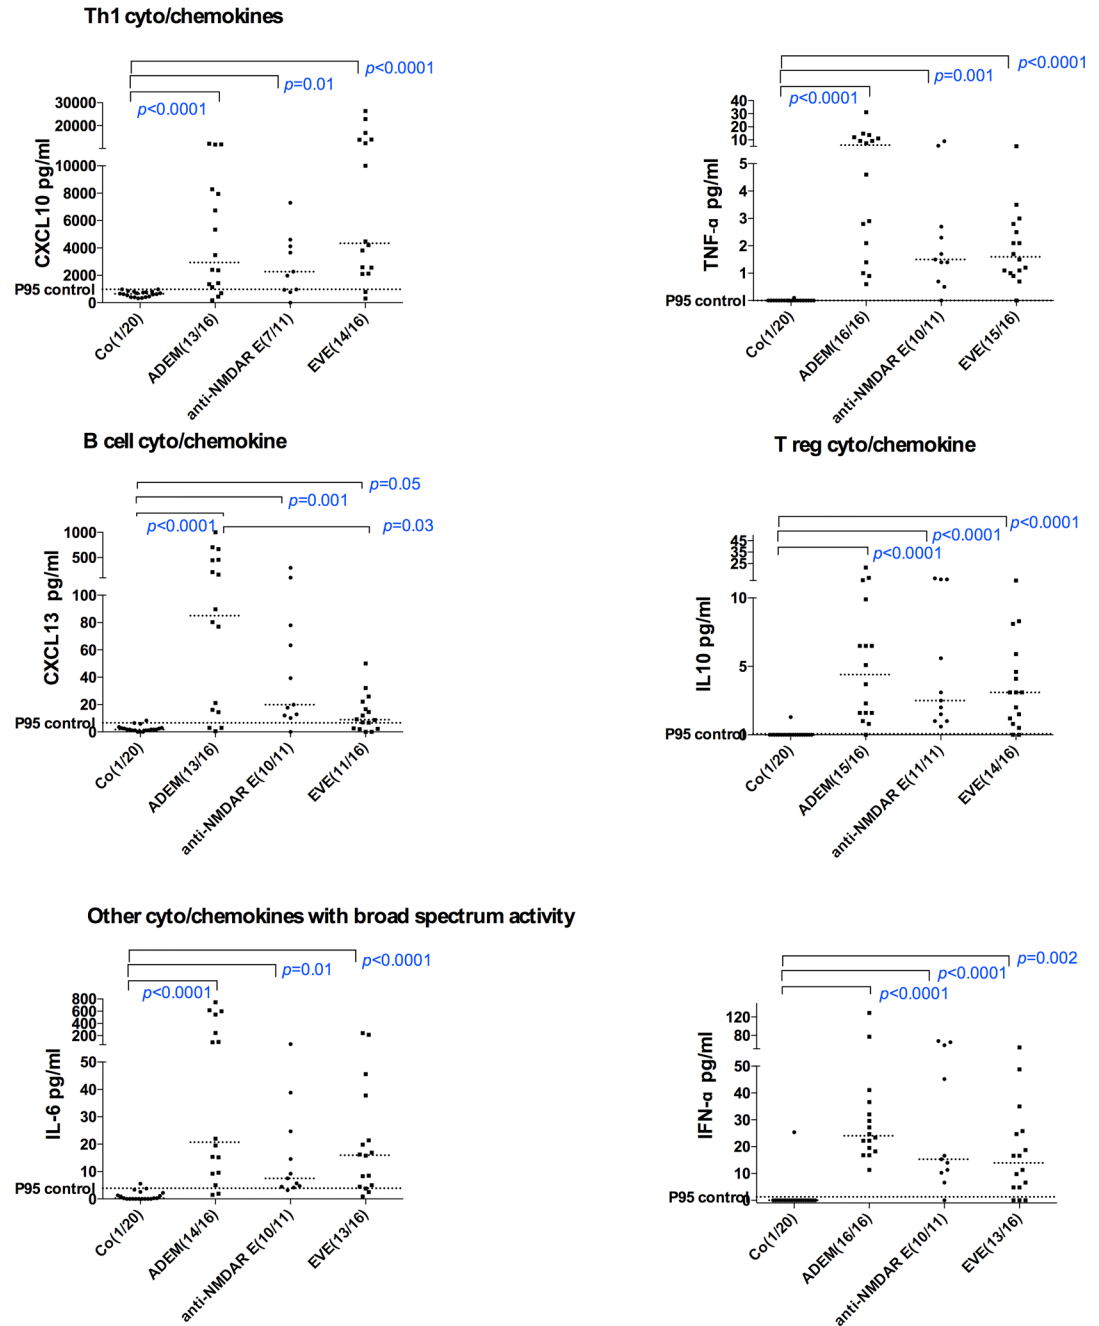 Th1 cyto/chemokines
p<0.0001
p=0.01
p<0.0001
30000
20000
10000
8000
6000
4000
2000
0
CXCL10 pg/ml
P95 control
Co(1/20)
ADEM(13/16)
anti-NMDAR E(7/11)
EVE(14/16)
p<0.0001
p=0.001
p<0.0001
40
30
20
10
5
4
3
2
1
TNF-α pg/ml
P95 control
Co(1/20)
ADEM(16/16)
anti-NMDAR E(10/11)
EVE(15/16)
B cell cyto/chemokine
p=0.05
p=0.001
p<0.0001
p=0.03
1000
500
100
80
60
40
20
0
CXCL13 pg/ml
P95 control
Co(1/20)
ADEM(13/16)
anti-NMDAR E(10/11)
EVE(11/16)
T reg cyto/chemokine
p<0.0001
p<0.0001
p<0.0001
45
35
25
10
5
0
IL10 pg/ml
P95 control
Co(1/20)
ADEM(15/16)
anti-NMDAR E(11/11)
EVE(14/16)
Other cyto/chemokines with broad spectrum activity
p<0.0001
p=0.01
p<0.0001
800
600
400
200
50
40
30
20
10
0
IL-6 pg/ml
P95 control
Co(1/20)
ADEM(14/16)
anti-NMDAR E(10/11)
EVE(13/16)
p=0.002
p<0.0001
p<0.0001
120
80
50
40
30
20
10
0
IFN-α pg/ml
P95 control
Co(1/20)
ADEM(16/16)
anti-NMDAR E(10/11)
EVE(13/16)